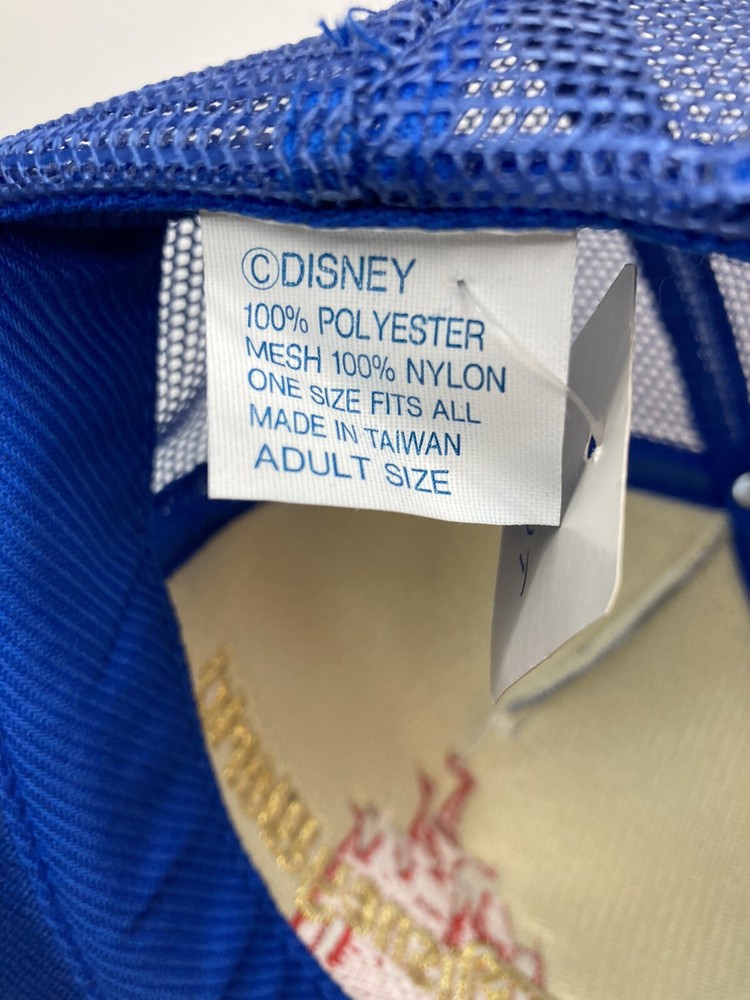 ©DISNEY
100% POLYESTER
MESH 100% NYLON
ONE SIZE FITS ALL
MADE IN TAIWAN
ADULT SIZE